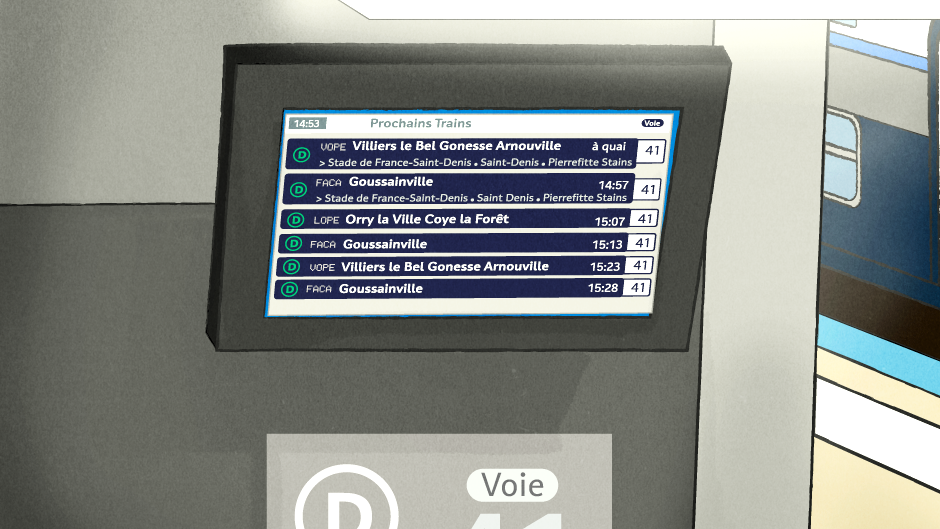 14:53 Prochains Trains Voie
D VOPE Villiers le Bel Gonesse Arnouville à quai 41
> Stade de France-Saint-Denis • Saint-Denis • Pierrefitte Stains
D FACA Goussainville 14:57 41
> Stade de France-Saint-Denis • Saint Denis • Pierrefitte Stains
D LOPE Orry la Ville Coye la Forêt 15:07 41
D FACA Goussainville 15:13 41
D VOPE Villiers le Bel Gonesse Arnouville 15:23 41
D FACA Goussainville 15:28 41
Voie
D 41